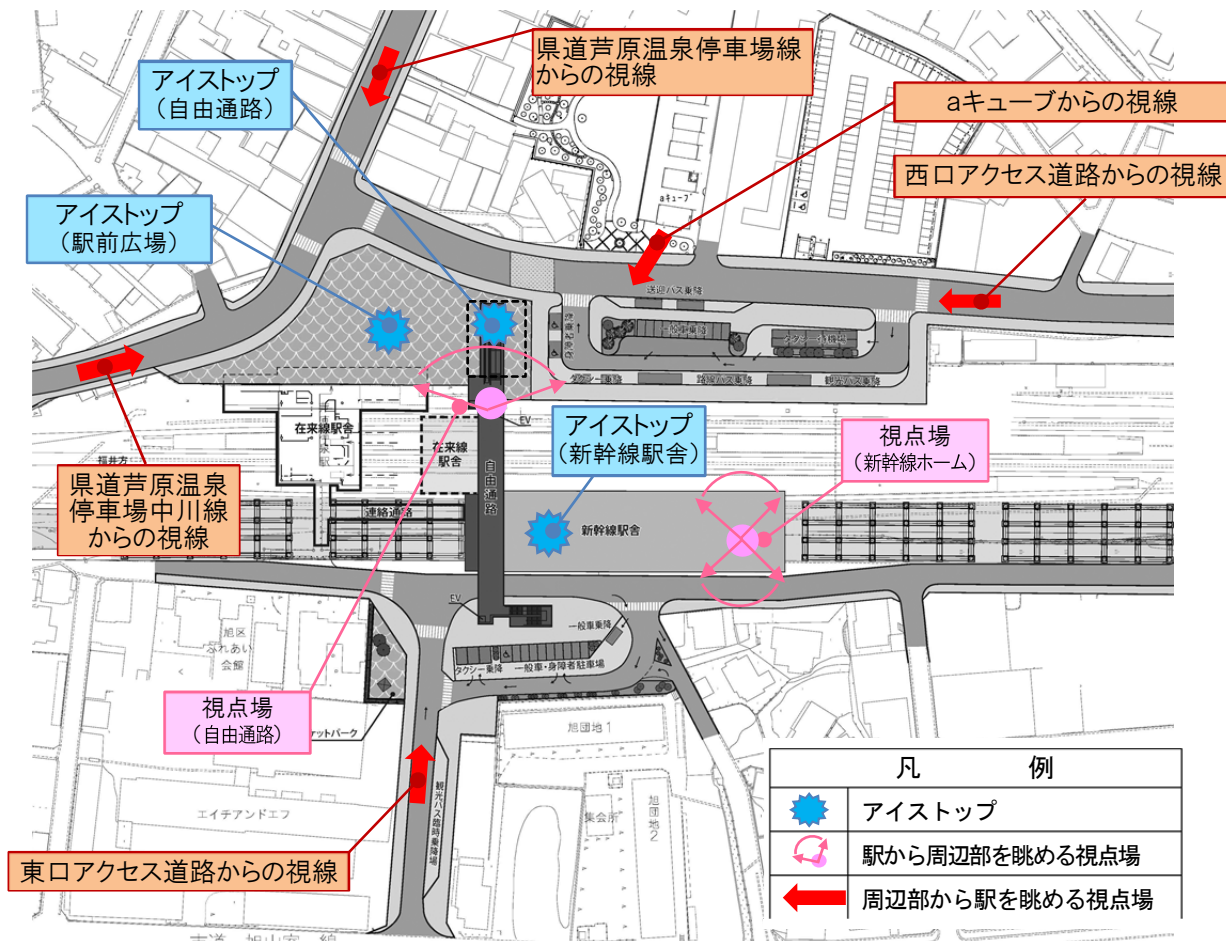 県道芦原温泉停車場線
からの視線
アイストップ
（自由通路）
aキューブからの視線
西口アクセス道路からの視線
アイストップ
（駅前広場）
aキューブ
送迎バス乗降
一般車乗降
タクシー待機場
タクシー乗降
路線バス乗降
観光バス乗降
EV
在来線駅舎
在来線
駅舎
自由通路
アイストップ
（新幹線駅舎）
視点場
（新幹線ホーム）
福井方
県道芦原温泉
停車場中川線
からの視線
連絡通路
新幹線駅舎
EV
一般車乗降
旭区
ふれあい
会館
タクシー乗降
一般車・身障者駐車場
視点場
（自由通路）
ケットパーク
旭団地1
集会所
旭団地2
エイチアンドエフ
観光バス臨時乗降場
東口アクセス道路からの視線
凡 例
アイストップ
駅から周辺部を眺める視点場
周辺部から駅を眺める視点場